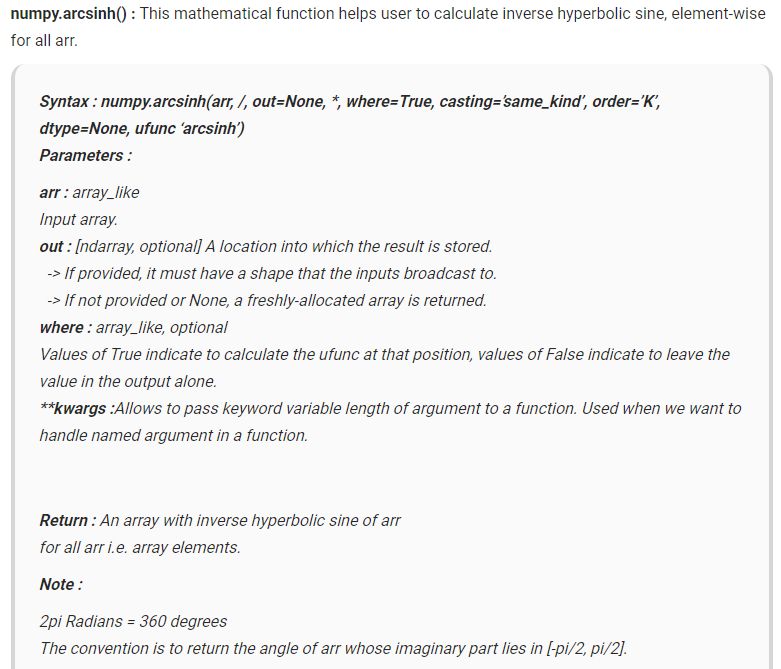 numpy.arcsinh() : This mathematical function helps user to calculate inverse hyperbolic sine, element-wise
for all arr.
Syntax : numpy.arcsinh(arr, /, out=None, *, where=True, casting=’same_kind’, order=’K’,
dtype=None, ufunc ‘arcsinh’)
Parameters :
arr : array_like
Input array.
out : [ndarray, optional] A location into which the result is stored.
-> If provided, it must have a shape that the inputs broadcast to.
-> If not provided or None, a freshly-allocated array is returned.
where : array_like, optional
Values of True indicate to calculate the ufunc at that position, values of False indicate to leave the
value in the output alone.
**kwargs :Allows to pass keyword variable length of argument to a function. Used when we want to
handle named argument in a function.
Return : An array with inverse hyperbolic sine of arr
for all arr i.e. array elements.
Note :
2pi Radians = 360 degrees
The convention is to return the angle of arr whose imaginary part lies in [-pi/2, pi/2].